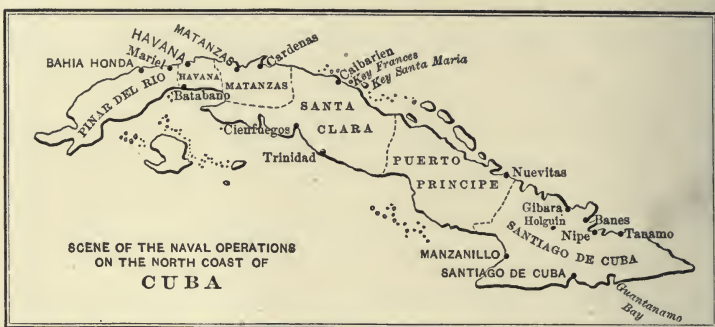 BAHIA HONDA
Mariel
HAVANA
MATANZAS
Cardenas
PINAR DEL RIO
HAVANA
Batabano
MATANZAS
Caibarien
Key Frances
Key Santa Maria
SANTA
CLARA
Cienfuegos
Trinidad
PUERTO
PRINCIPE
Nuevitas
Gibara
Holguin
Banes
Nipe
Tanamo
SANTIAGO DE CUBA
MANZANILLO
SANTIAGO DE CUBA
Guantanamo
Bay
SCENE OF THE NAVAL OPERATIONS
ON THE NORTH COAST OF
CUBA